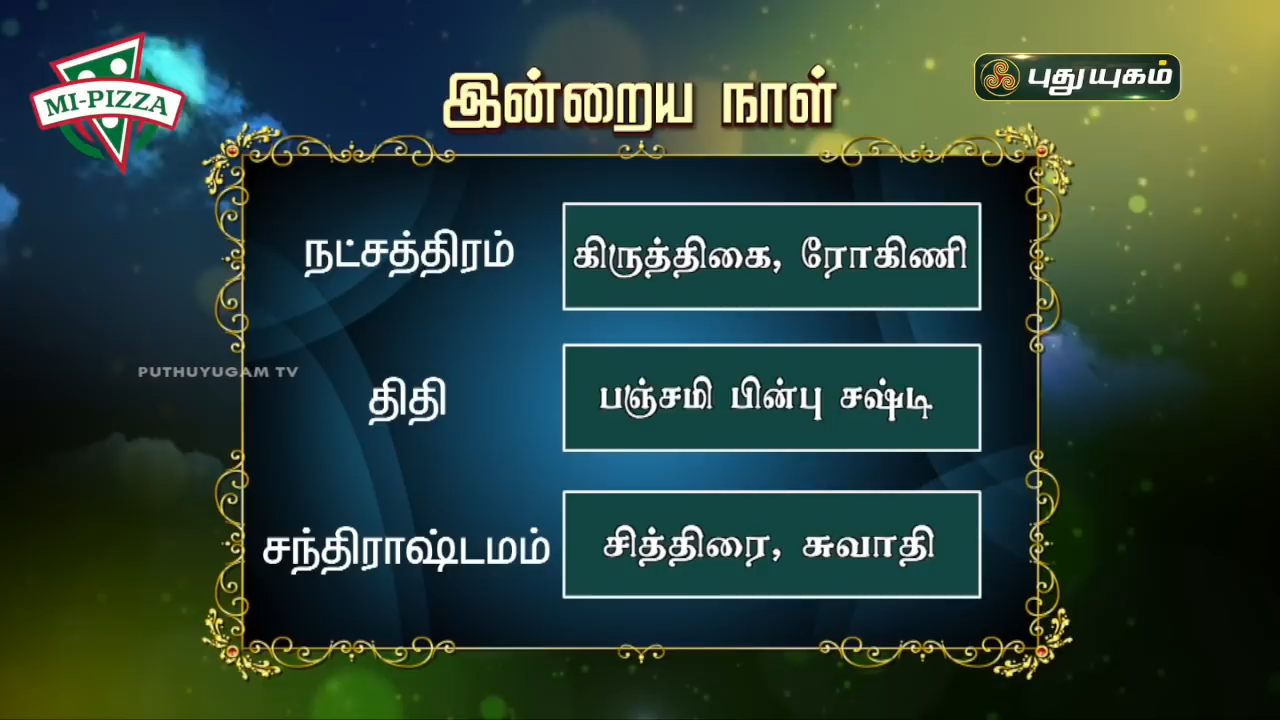 MI-PIZZA
இன்றைய நாள்
புதுயுகம்
நட்சத்திரம்
கிருத்திகை, ரோகிணி
PUTHUYUGAM TV
திதி
பஞ்சமி பின்பு சஷ்டி
சந்திராஷ்டமம்
சித்திரை, சுவாதி